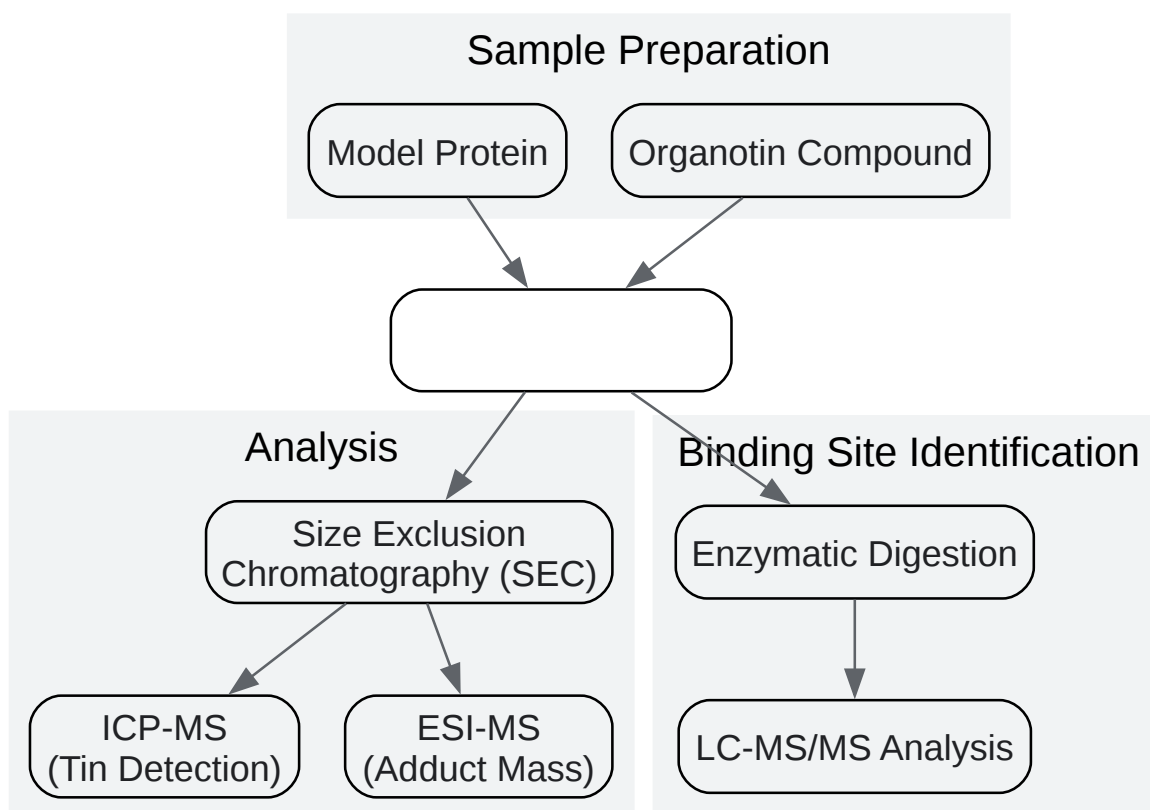 Sample Preparation
Model Protein
Organotin Compound
Analysis
Binding Site Identification
Size Exclusion
Chromatography (SEC)
Enzymatic Digestion
ICP-MS
(Tin Detection)
ESI-MS
(Adduct Mass)
LC-MS/MS Analysis